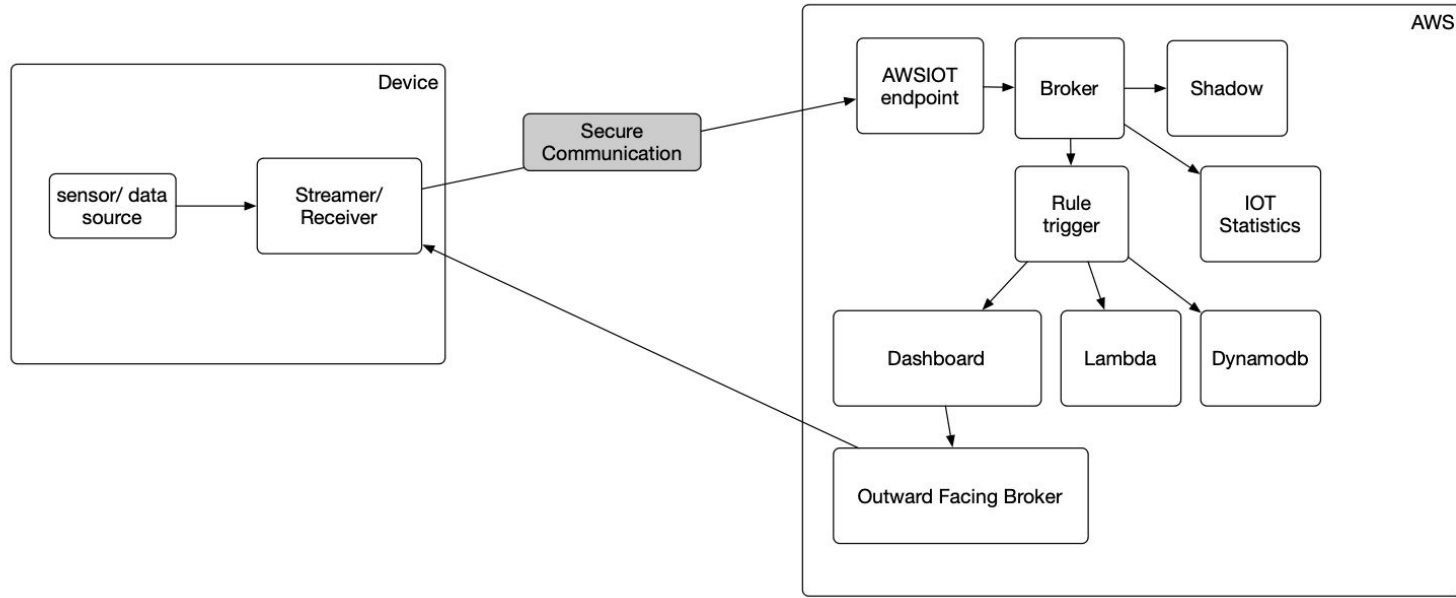 AWS
Device
AWSIOT
endpoint
Broker
Shadow
Secure
Communication
sensor/ data
source
Streamer/
Receiver
Rule
trigger
IOT
Statistics
Dashboard
Lambda
Dynamodb
Outward Facing Broker